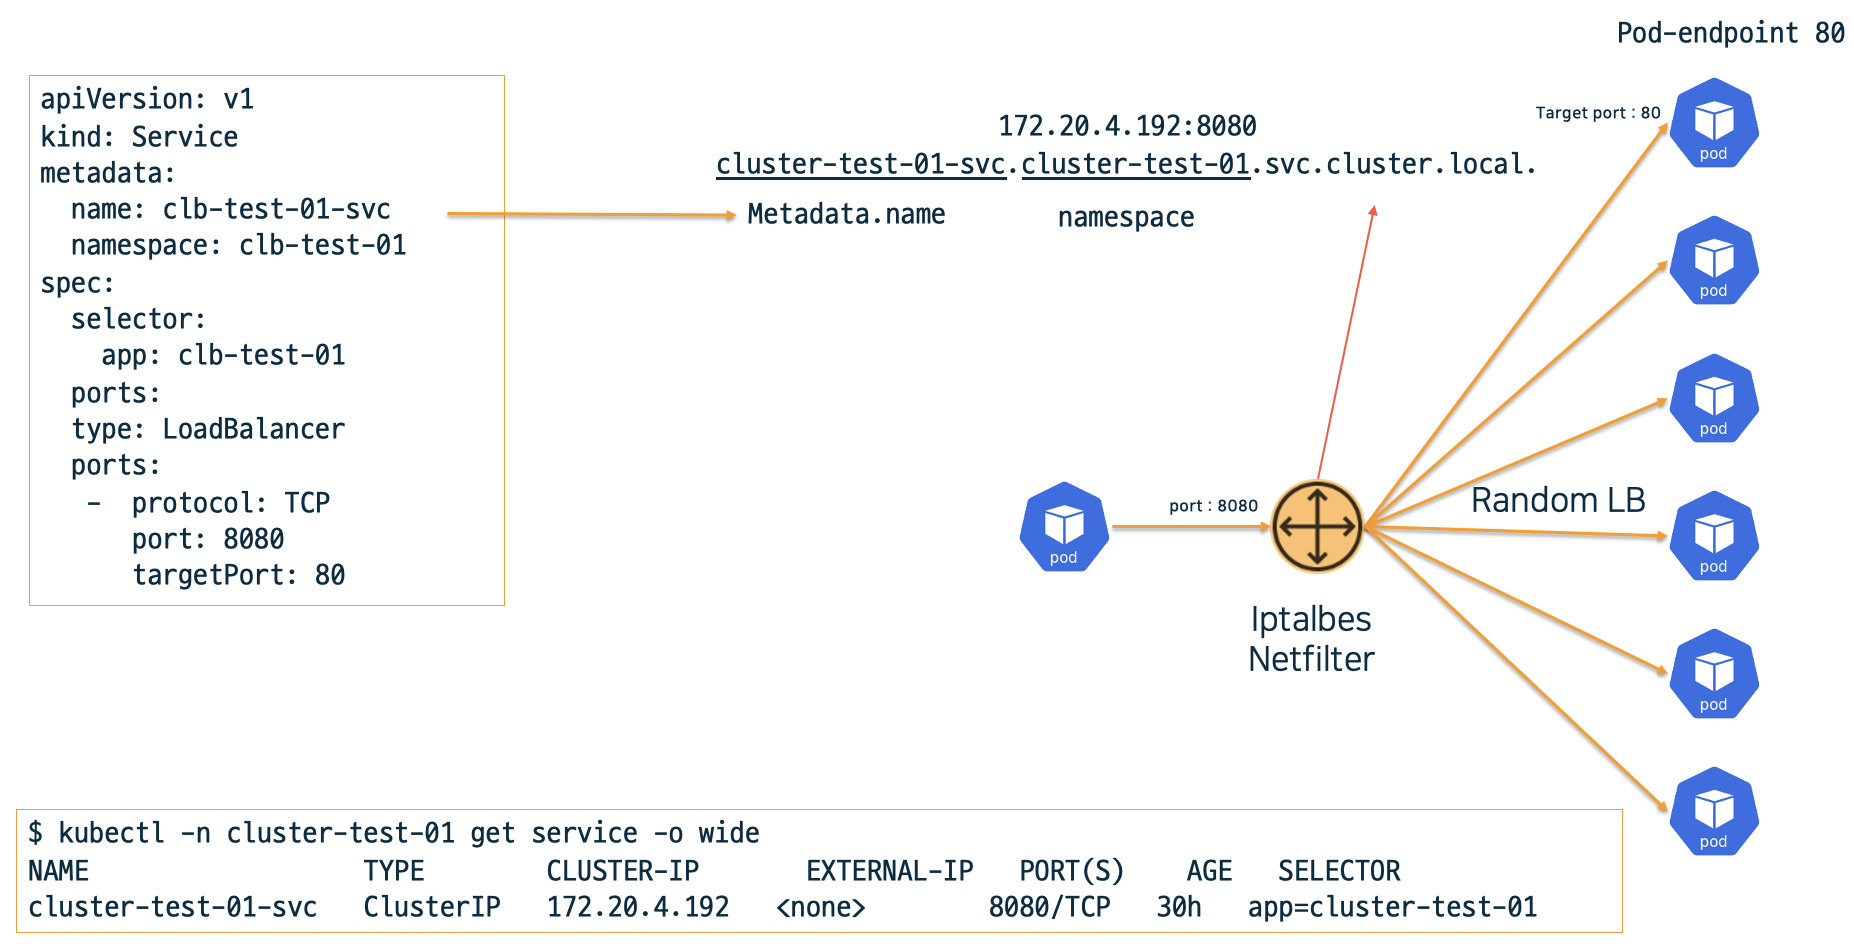 Pod-endpoint 80
apiVersion: v1
kind: Service
metadata:
  name: clb-test-01-svc
  namespace: clb-test-01
spec:
  selector:
    app: clb-test-01
  ports:
  type: LoadBalancer
  ports:
   -  protocol: TCP
      port: 8080
      targetPort: 80
172.20.4.192:8080
cluster-test-01-svc.cluster-test-01.svc.cluster.local.
Metadata.name
namespace
Target port : 80
pod
pod
pod
pod
port : 8080
Random LB
pod
Iptalbes
Netfilter
pod
pod
$ kubectl -n cluster-test-01 get service -o wide
NAME                  TYPE        CLUSTER-IP       EXTERNAL-IP   PORT(S)    AGE   SELECTOR
cluster-test-01-svc   ClusterIP   172.20.4.192   <none>        8080/TCP   30h   app=cluster-test-01